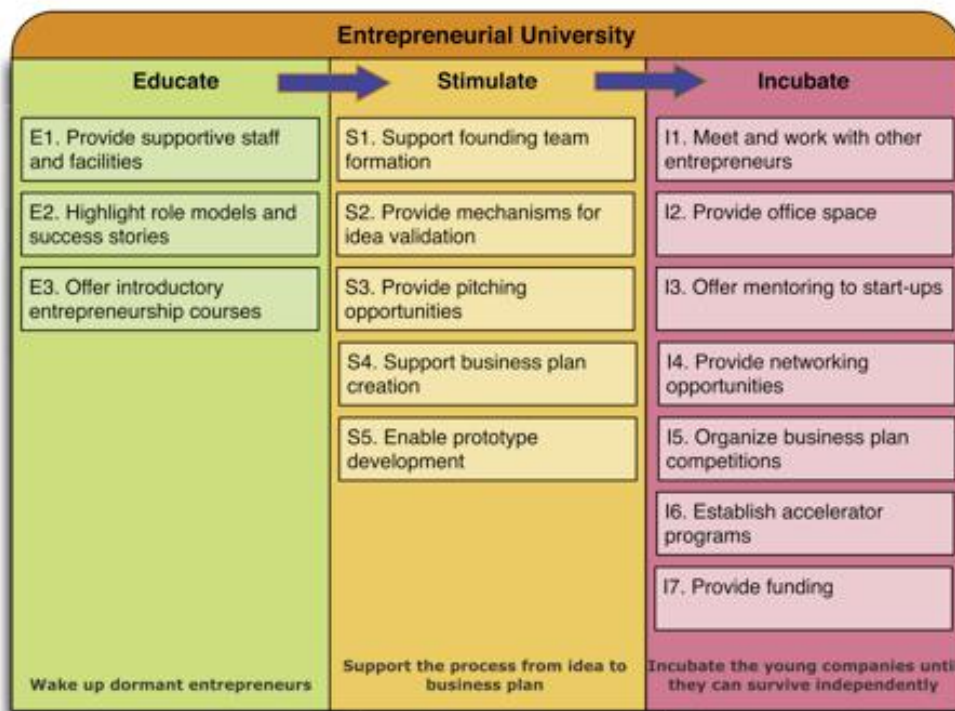 Entrepreneurial University
Educate
E1. Provide supportive staff
and facilities
E2. Highlight role models and
success stories
E3. Offer introductory
entrepreneurship courses
Wake up dormant entrepreneurs
Stimulate
S1. Support founding team
formation
S2. Provide mechanisms for
idea validation
S3. Provide pitching
opportunities
S4. Support business plan
creation
S5. Enable prototype
development
Support the process from idea to
business plan
Incubate
I1. Meet and work with other
entrepreneurs
I2. Provide office space
I3. Offer mentoring to start-ups
I4. Provide networking
opportunities
I5. Organize business plan
competitions
I6. Establish accelerator
programs
I7. Provide funding
Incubate the young companies until
they can survive independently